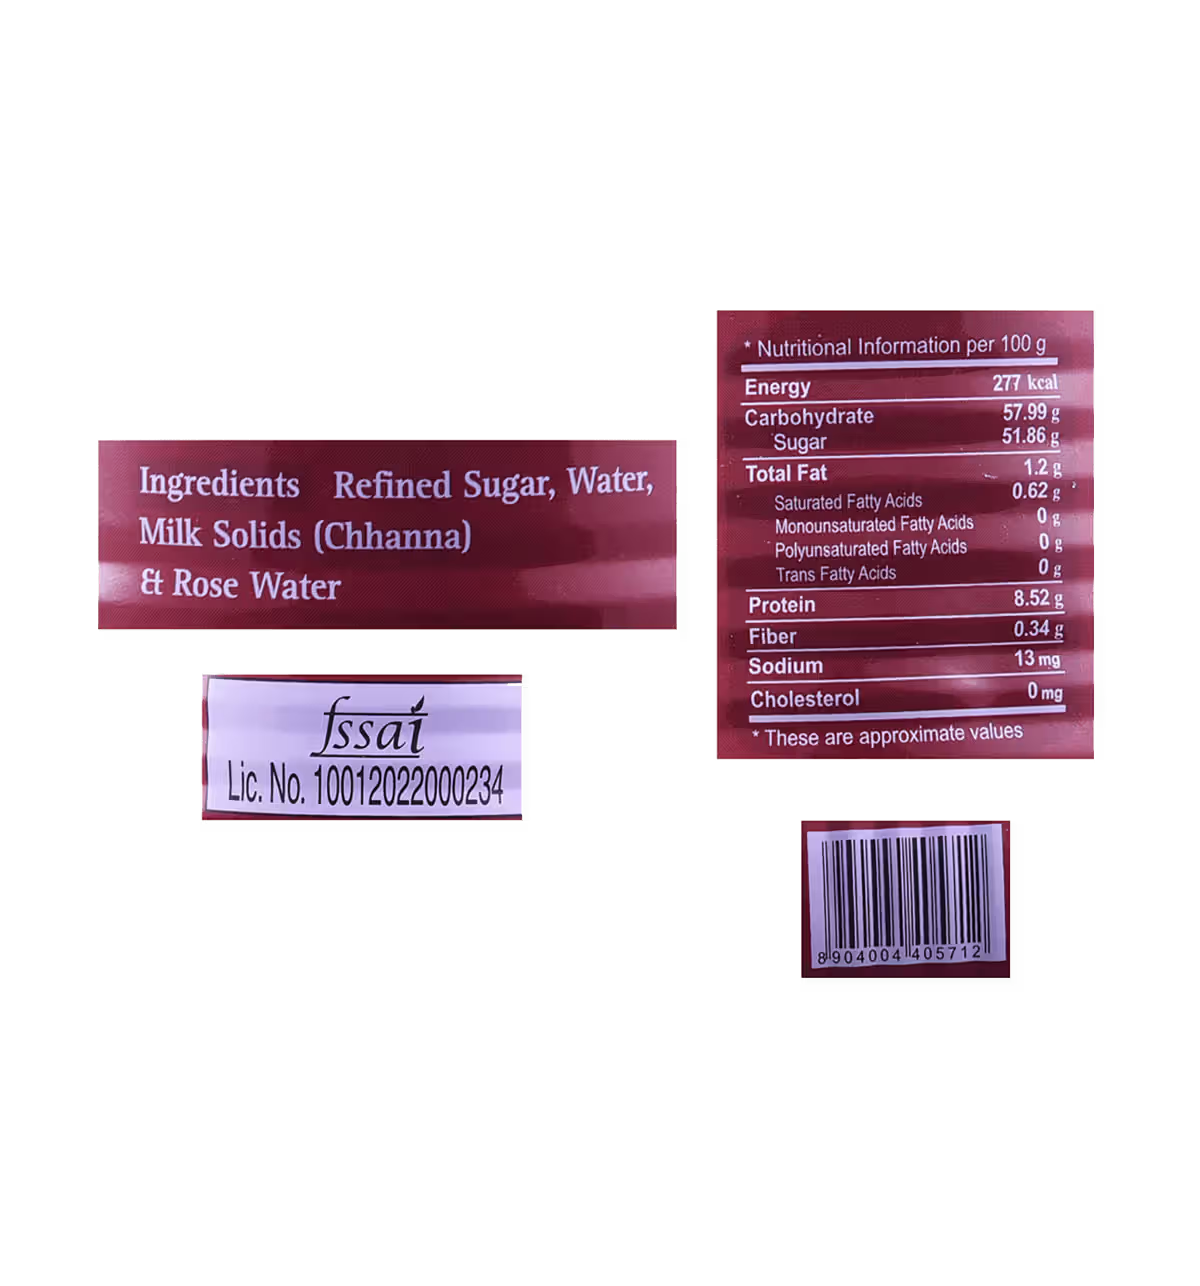 Ingredients Refined Sugar, Water,
Milk Solids (Chhanna)
& Rose Water
fssai
Lic. No. 10012022000234
* Nutritional Information per 100 g
Energy 277 kcal
Carbohydrate 57.99 g
Sugar 51.86 g
Total Fat 1.2 g
Saturated Fatty Acids 0.62 g
Monounsaturated Fatty Acids 0 g
Polyunsaturated Fatty Acids 0 g
Trans Fatty Acids 0 g
Protein 8.52 g
Fiber 0.34 g
Sodium 13 mg
Cholesterol 0 mg
* These are approximate values
8 904004 405712